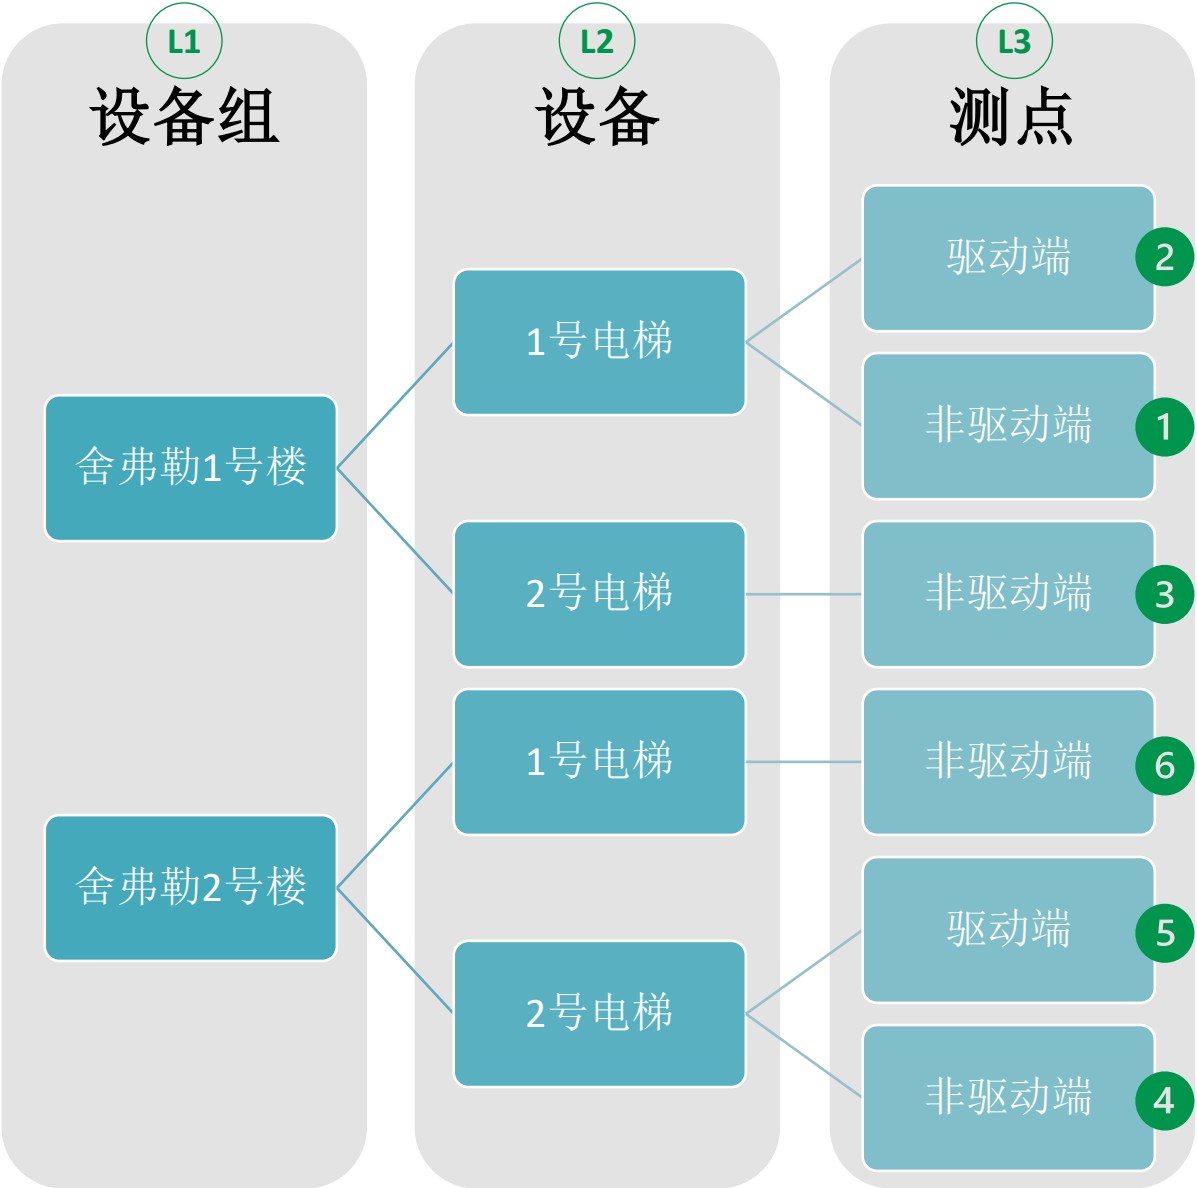 L1
L2
L3
设备组
设备
测点
驱动端
2
1号电梯
非驱动端
1
舍弗勒1号楼
2号电梯
非驱动端
3
1号电梯
非驱动端
6
舍弗勒2号楼
驱动端
5
2号电梯
非驱动端
4